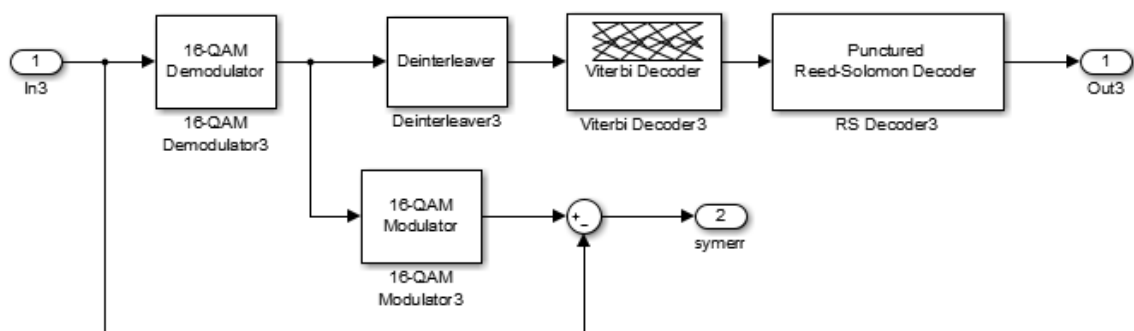 1
In3
16-QAM
Demodulator
16-QAM
Demodulator3
Deinterleaver
Deinterleaver3
Viterbi Decoder
Viterbi Decoder3
Punctured
Reed-Solomon Decoder
RS Decoder3
1
Out3
16-QAM
Modulator
16-QAM
Modulator3
+
−
2
symerr